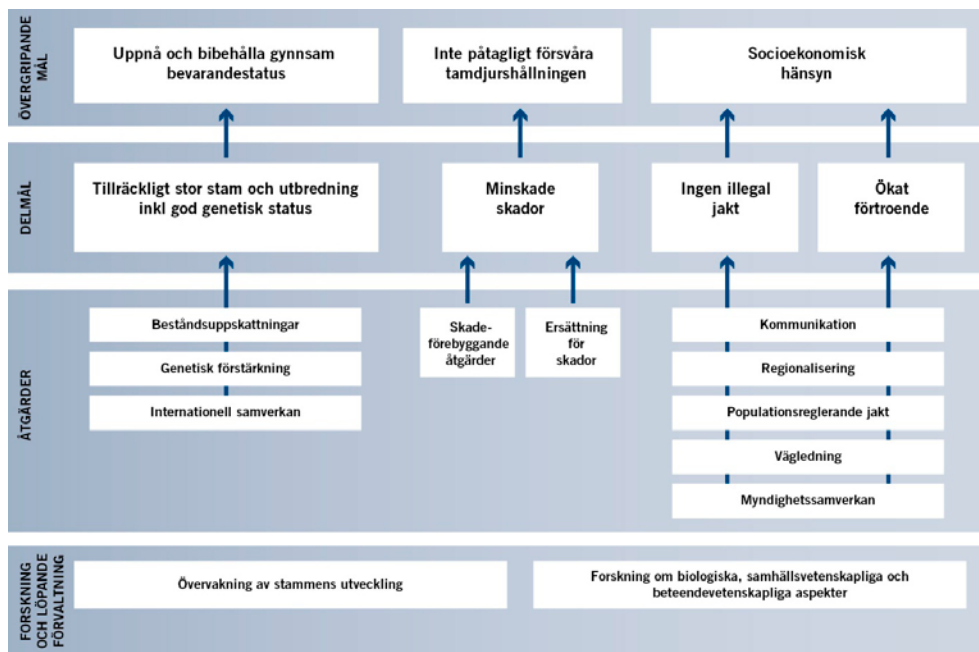 ÖVERGRIPANDE
MÅL
Uppnå och bibehålla gynnsam
bevarandestatus
Inte påtagligt försvåra
tamdjurshållningen
Socioekonomisk
hänsyn
DELMÅL
Tillräckligt stor stam och utbredning
inkl god genetisk status
Minskade
skador
Ingen illegal
jakt
Ökat
förtroende
ÅTGÄRDER
Beståndsuppskattningar
Genetisk förstärkning
Internationell samverkan
Skade-
förebyggande
åtgärder
Ersättning
för
skador
Kommunikation
Regionalisering
Populationsreglerande jakt
Vägledning
Myndighetssamverkan
FORSKNING
OCH LÖPANDE
FÖRVALTNING
Övervakning av stammens utveckling
Forskning om biologiska, samhällsvetenskapliga och
beteendevetenskapliga aspekter